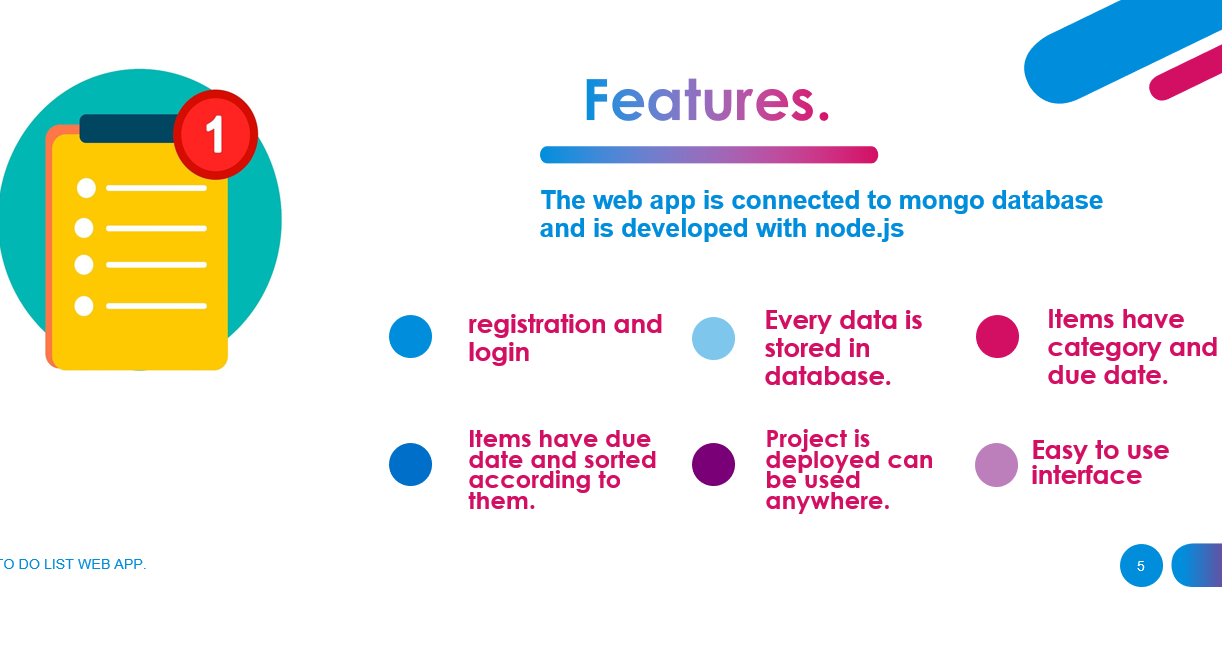 1
Features.
The web app is connected to mongo database
and is developed with node.js
registration and
login
Every data is
stored in
database.
Items have
category and
due date.
Items have due
date and sorted
according to
them.
Project is
deployed can
be used
anywhere.
Easy to use
interface
TO DO LIST WEB APP.
5